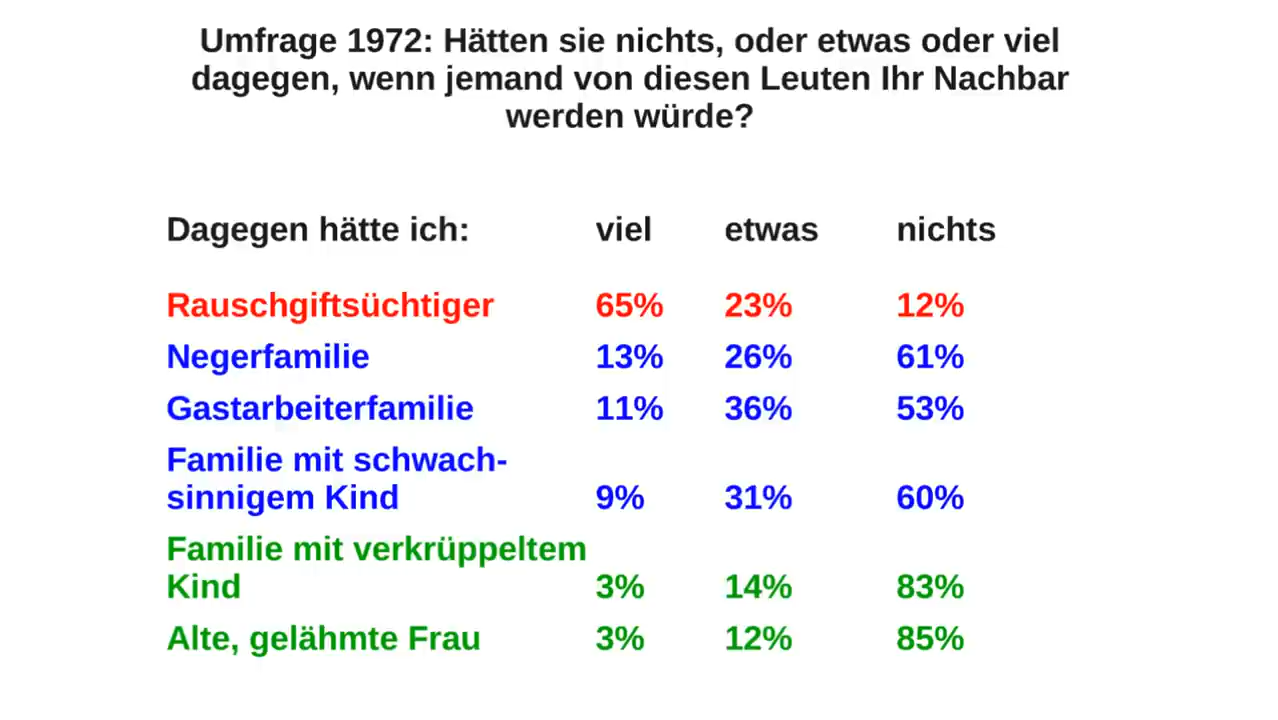 Umfrage 1972: Hätten sie nichts, oder etwas oder viel
dagegen, wenn jemand von diesen Leuten Ihr Nachbar
werden würde?
Dagegen hätte ich: viel etwas nichts
Rauschgiftsüchtiger 65% 23% 12%
Negerfamilie 13% 26% 61%
Gastarbeiterfamilie 11% 36% 53%
Familie mit schwach-
sinnigem Kind 9% 31% 60%
Familie mit verkrüppeltem
Kind 3% 14% 83%
Alte, gelähmte Frau 3% 12% 85%